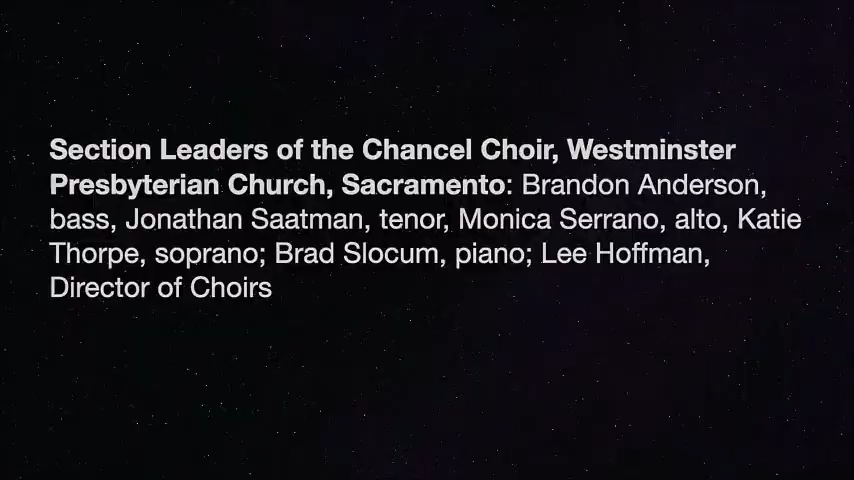 Section Leaders of the Chancel Choir, Westminster
Presbyterian Church, Sacramento: Brandon Anderson,
bass, Jonathan Saatman, tenor, Monica Serrano, alto, Katie
Thorpe, soprano; Brad Slocum, piano; Lee Hoffman,
Director of Choirs